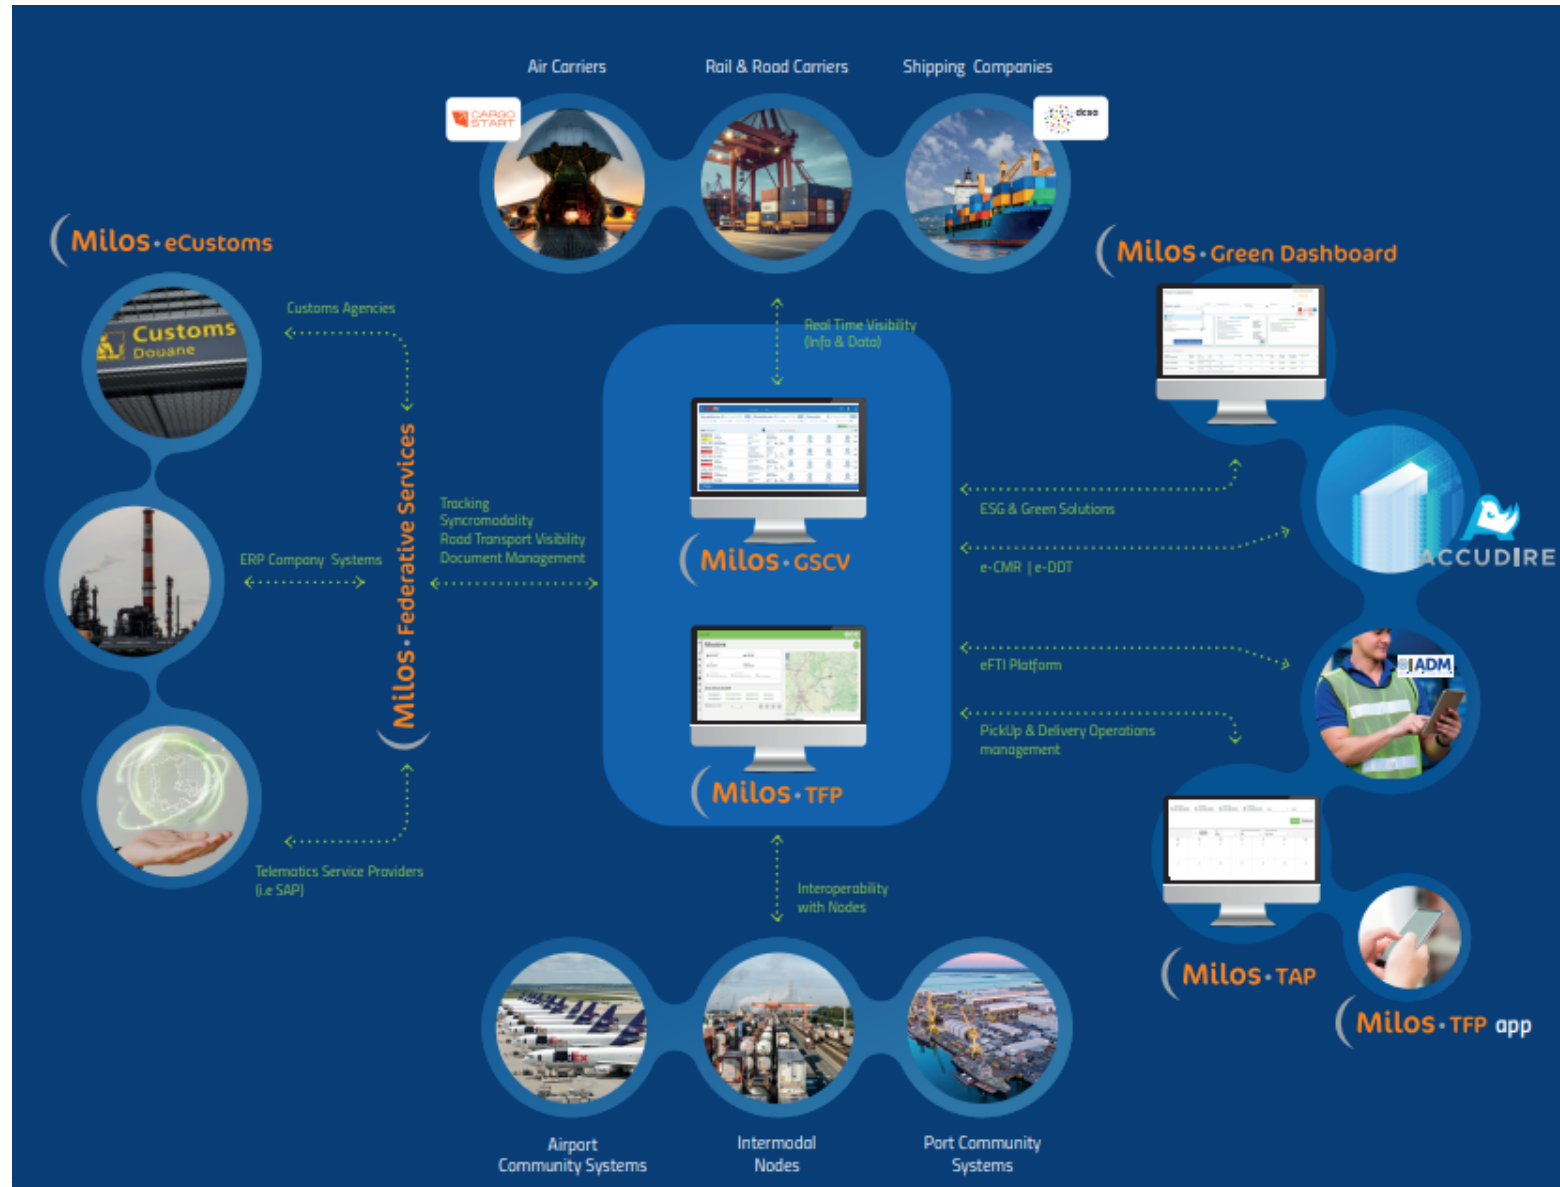 Air Carriers
Rail & Road Carriers
Shipping Companies
CARGO
START
dcsa
Milos · eCustoms
Milos · Green Dashboard
Customs
Douane
Customs Agencies
Real Time Visibility
(Info & Data)
Milos · Federative Services
Tracking
Syncromodality
Road Transport Visibility
Document Management
ERP Company Systems
Milos · GSCV
ESG & Green Solutions
e-CMR | e-DDT
ACCUDIRE
eFTI Platform
ADM
PickUp & Delivery Operations
management
Milos · TFP
Telematics Service Providers
(i.e SAP)
Interoperability
with Nodes
Milos · TAP
Milos · TFP app
Airport
Community Systems
Intermodal
Nodes
Port Community
Systems